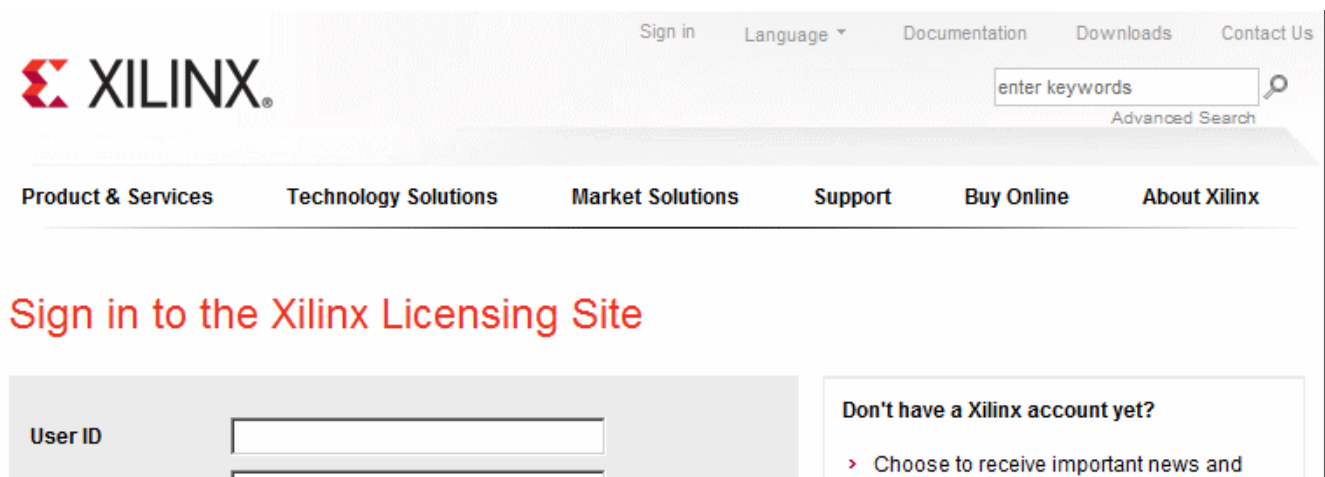 Sign in Language Documentation Downloads Contact Us
XILINX®
enter keywords
Advanced Search
Product & Services Technology Solutions Market Solutions Support Buy Online About Xilinx
Sign in to the Xilinx Licensing Site
User ID
Don't have a Xilinx account yet?
Choose to receive important news and